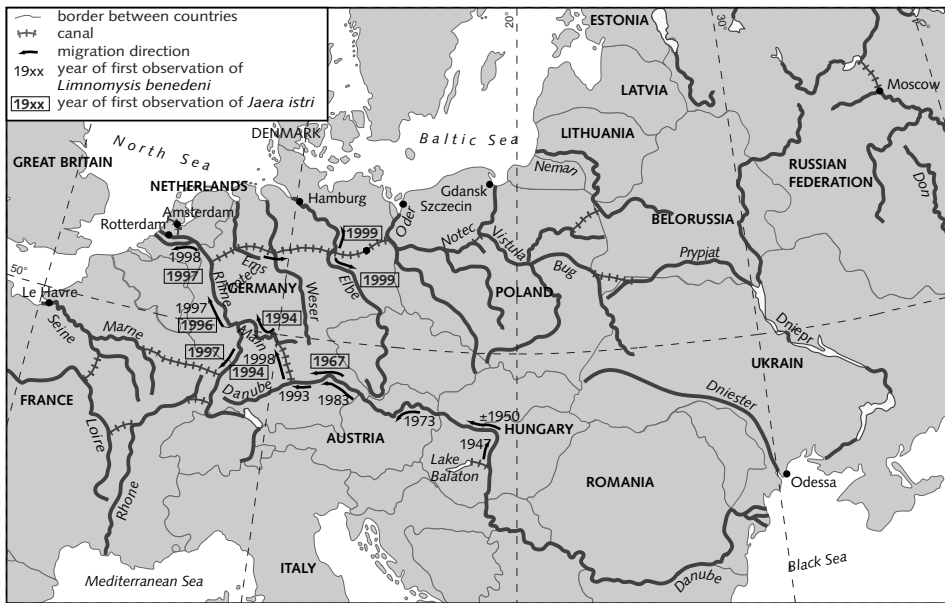 border between countries
canal
migration direction
19xx year of first observation of
Limnomysis benedeni
19xx year of first observation of Jaera istri
20°
ESTONIA
30°
40°
Moscow
LATVIA
DENMARK
Baltic Sea
LITHUANIA
North Sea
GREAT BRITAIN
RUSSIAN
FEDERATION
Neman
NETHERLANDS
Hamburg
Gdansk
Szczecin
Don
Amsterdam
Rotterdam
BELORUSSIA
Oder
1999
Notec
Vistula
Prypjat
1998
Ems
Bug
50°
1997
Rhine
GERMANY
Weser
Elbe
1999
POLAND
Le Havre
1997
1994
Seine
1996
Dniepr
Marne
Main
1997
1998
1967
UKRAIN
1994
Danube
1993
1983
Dniester
FRANCE
±1950
1973
HUNGARY
Loire
AUSTRIA
1947
Lake
Balaton
ROMANIA
Odessa
Rhone
Black Sea
ITALY
Mediterranean Sea
Danube